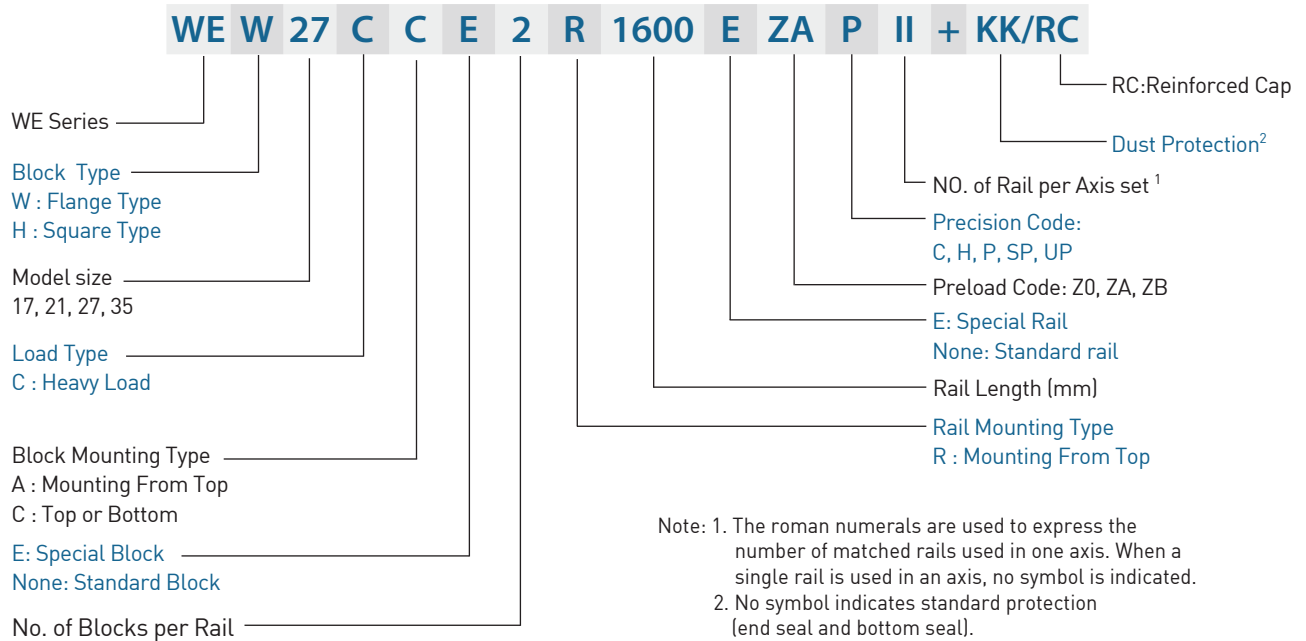 WE W 27 C C E 2 R 1600 E ZA P II + KK/RC
WE Series
Block Type
W : Flange Type
H : Square Type
Model size
17, 21, 27, 35
Load Type
C : Heavy Load
Block Mounting Type
A : Mounting From Top
C : Top or Bottom
E: Special Block
None: Standard Block
No. of Blocks per Rail
RC:Reinforced Cap
Dust Protection²
NO. of Rail per Axis set ¹
Precision Code:
C, H, P, SP, UP
Preload Code: Z0, ZA, ZB
E: Special Rail
None: Standard rail
Rail Length (mm)
Rail Mounting Type
R : Mounting From Top
Note: 1. The roman numerals are used to express the
number of matched rails used in one axis. When a
single rail is used in an axis, no symbol is indicated.
2. No symbol indicates standard protection
(end seal and bottom seal).